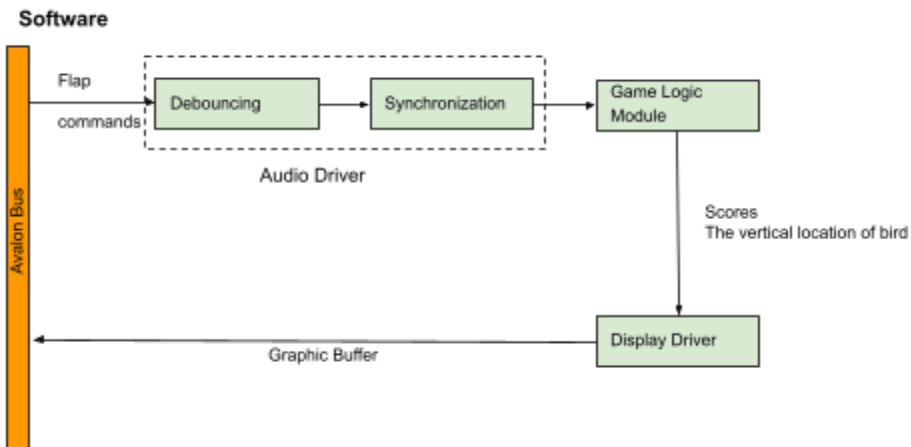 Software
Flap
commands
Debouncing
Synchronization
Game Logic
Module
Audio Driver
Avalon Bus
Scores
The vertical location of bird
Display Driver
Graphic Buffer